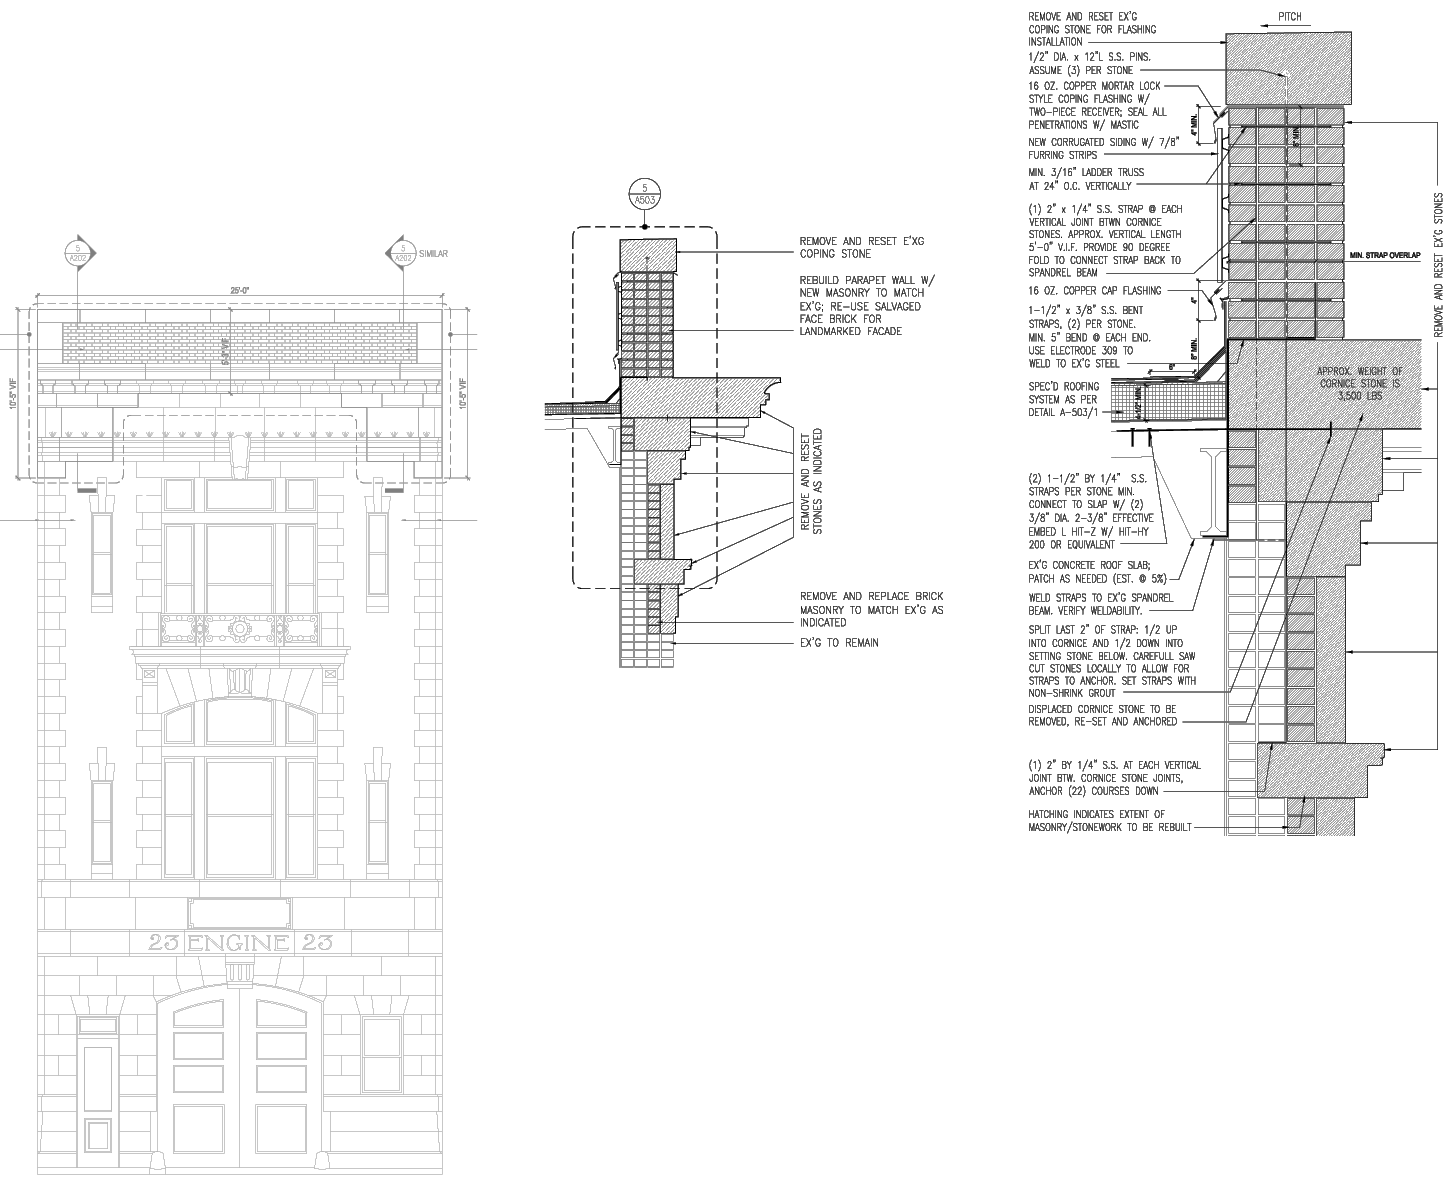 5
A202
5
A202
SIMILAR
25'-0"
10'-5" VIF
10'-5" VIF
23 ENGINE 23
5
A503
REMOVE AND RESET E'XG
COPING STONE
REBUILD PARAPET WALL W/
NEW MASONRY TO MATCH
EX'G; RE-USE SALVAGED
FACE BRICK FOR
LANDMARKED FACADE
REMOVE AND RESET
STONES AS INDICATED
REMOVE AND REPLACE BRICK
MASONRY TO MATCH EX'G AS
INDICATED
EX'G TO REMAIN
REMOVE AND RESET EX'G
COPING STONE FOR FLASHING
INSTALLATION
1/2" DIA. x 12"L S.S. PINS.
ASSUME (3) PER STONE
16 OZ. COPPER MORTAR LOCK
STYLE COPING FLASHING W/
TWO-PIECE RECEIVER; SEAL ALL
PENETRATIONS W/ MASTIC
NEW CORRUGATED SIDING W/ 7/8"
FURRING STRIPS
MIN. 3/16" LADDER TRUSS
AT 24" O.C. VERTICALLY
(1) 2" x 1/4" S.S. STRAP @ EACH
VERTICAL JOINT BTWN CORNICE
STONES. APPROX. VERTICAL LENGTH
5'-0" V.I.F. PROVIDE 90 DEGREE
FOLD TO CONNECT STRAP BACK TO
SPANDREL BEAM
16 OZ. COPPER CAP FLASHING
1-1/2" x 3/8" S.S. BENT
STRAPS, (2) PER STONE.
MIN. 5" BEND @ EACH END.
USE ELECTRODE 309 TO
WELD TO EX'G STEEL
SPEC'D ROOFING
SYSTEM AS PER
DETAIL A-503/1
(2) 1-1/2" BY 1/4" S.S.
STRAPS PER STONE MIN.
CONNECT TO SLAP W/ (2)
3/8" DIA. 2-3/8" EFFECTIVE
EMBED L HIT-Z W/ HIT-HY
200 OR EQUIVALENT
EX'G CONCRETE ROOF SLAB;
PATCH AS NEEDED (EST. @ 5%)
WELD STRAPS TO EX'G SPANDREL
BEAM. VERIFY WELDABILITY.
SPLIT LAST 2" OF STRAP: 1/2 UP
INTO CORNICE AND 1/2 DOWN INTO
SETTING STONE BELOW. CAREFULL SAW
CUT STONES LOCALLY TO ALLOW FOR
STRAPS TO ANCHOR. SET STRAPS WITH
NON-SHRINK GROUT
DISPLACED CORNICE STONE TO BE
REMOVED, RE-SET AND ANCHORED
(1) 2" BY 1/4" S.S. AT EACH VERTICAL
JOINT BTW. CORNICE STONE JOINTS,
ANCHOR (22) COURSES DOWN
HATCHING INDICATES EXTENT OF
MASONRY/STONEWORK TO BE REBUILT
PITCH
4" MIN.
6" MIN.
4"
8" MIN.
6"
MIN. STRAP OVERLAP
APPROX. WEIGHT OF
CORNICE STONE IS
3,500 LBS
REMOVE AND RESET EX'G STONES